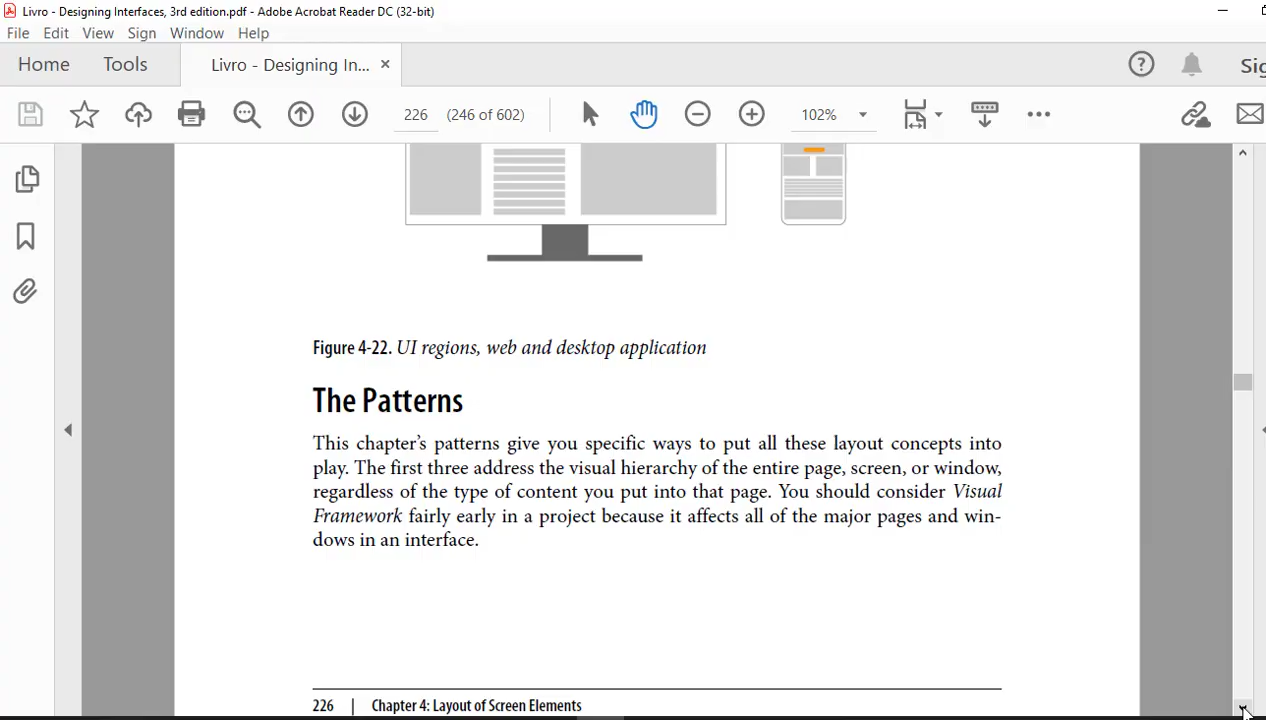 Livro - Designing Interfaces, 3rd edition.pdf - Adobe Acrobat Reader DC (32-bit)
File Edit View Sign Window Help
Home Tools Livro - Designing In... ×
226 (246 of 602) 102%
Figure 4-22. UI regions, web and desktop application
The Patterns
This chapter's patterns give you specific ways to put all these layout concepts into
play. The first three address the visual hierarchy of the entire page, screen, or window,
regardless of the type of content you put into that page. You should consider Visual
Framework fairly early in a project because it affects all of the major pages and win-
dows in an interface.
226 | Chapter 4: Layout of Screen Elements